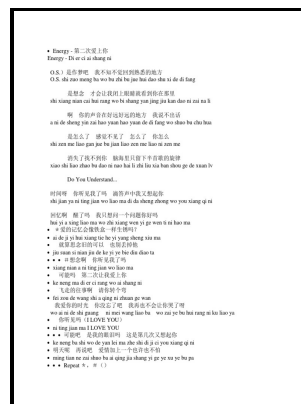 • Energy - 第二次爱上你
Energy - Di er ci ai shang ni
O.S.）是作梦吧 我不知不觉回到熟悉的地方
O.S. shi zuo meng ba wo bu zhi bu jue hui dao shu xi de di fang
是想念 才会让我闭上眼睛就看到你在那里
shi xiang nian cai hui rang wo bi shang yan jing jiu kan dao ni zai na li
啊 你的声音在好远好远的地方 我说不出话
a ni de sheng yin zai hao yuan hao yuan de di fang wo shuo bu chu hua
是怎么了 感觉不见了 怎么了 你怎么
shi zen me liao gan jue bu jian liao zen me liao ni zen me
消失了找不到你 脑海里只留下半首歌的旋律
xiao shi liao zhao bu dao ni nao hai li zhi liu xia ban shou ge de xuan lv
Do You Understand...
时间呀 你听见我了吗 滴答声中我又想起你
shi jian ya ni ting jian wo liao ma di da sheng zhong wo you xiang qi ni
回忆啊 醒了吗 我只想问一个问题你好吗
hui yi a xing liao ma wo zhi xiang wen yi ge wen ti ni hao ma
• ＊爱的记忆会像铁盒一样生锈吗?
• ai de ji yi hui xiang tie he yi yang sheng xiu ma
• 就算思念旧的可以 也别丢掉他
• jiu suan si nian jiu de ke yi ye bie diu diao ta
• • • ＃想念啊 你听见我了吗
• xiang nian a ni ting jian wo liao ma
• 可能吗 第二次让我爱上你
• ke neng ma di er ci rang wo ai shang ni
• 飞走的往事啊 请你转个弯
• fei zou de wang shi a qing ni zhuan ge wan
我爱你的时光 你没忘了吧 我再也不会让你哭了呀
wo ai ni de shi guang ni mei wang liao ba wo zai ye bu hui rang ni ku liao ya
• 你听见吗（I LOVE YOU）
• ni ting jian ma I LOVE YOU
• • • 可能吧 是我的眼泪吗 这是第几次又想起你
• ke neng ba shi wo de yan lei ma zhe shi di ji ci you xiang qi ni
• 明天呢 再说吧 爱情加上一个也许也不怕
• ming tian ne zai shuo ba ai qing jia shang yi ge ye xu ye bu pa
• • • Repeat ＊，＃（）